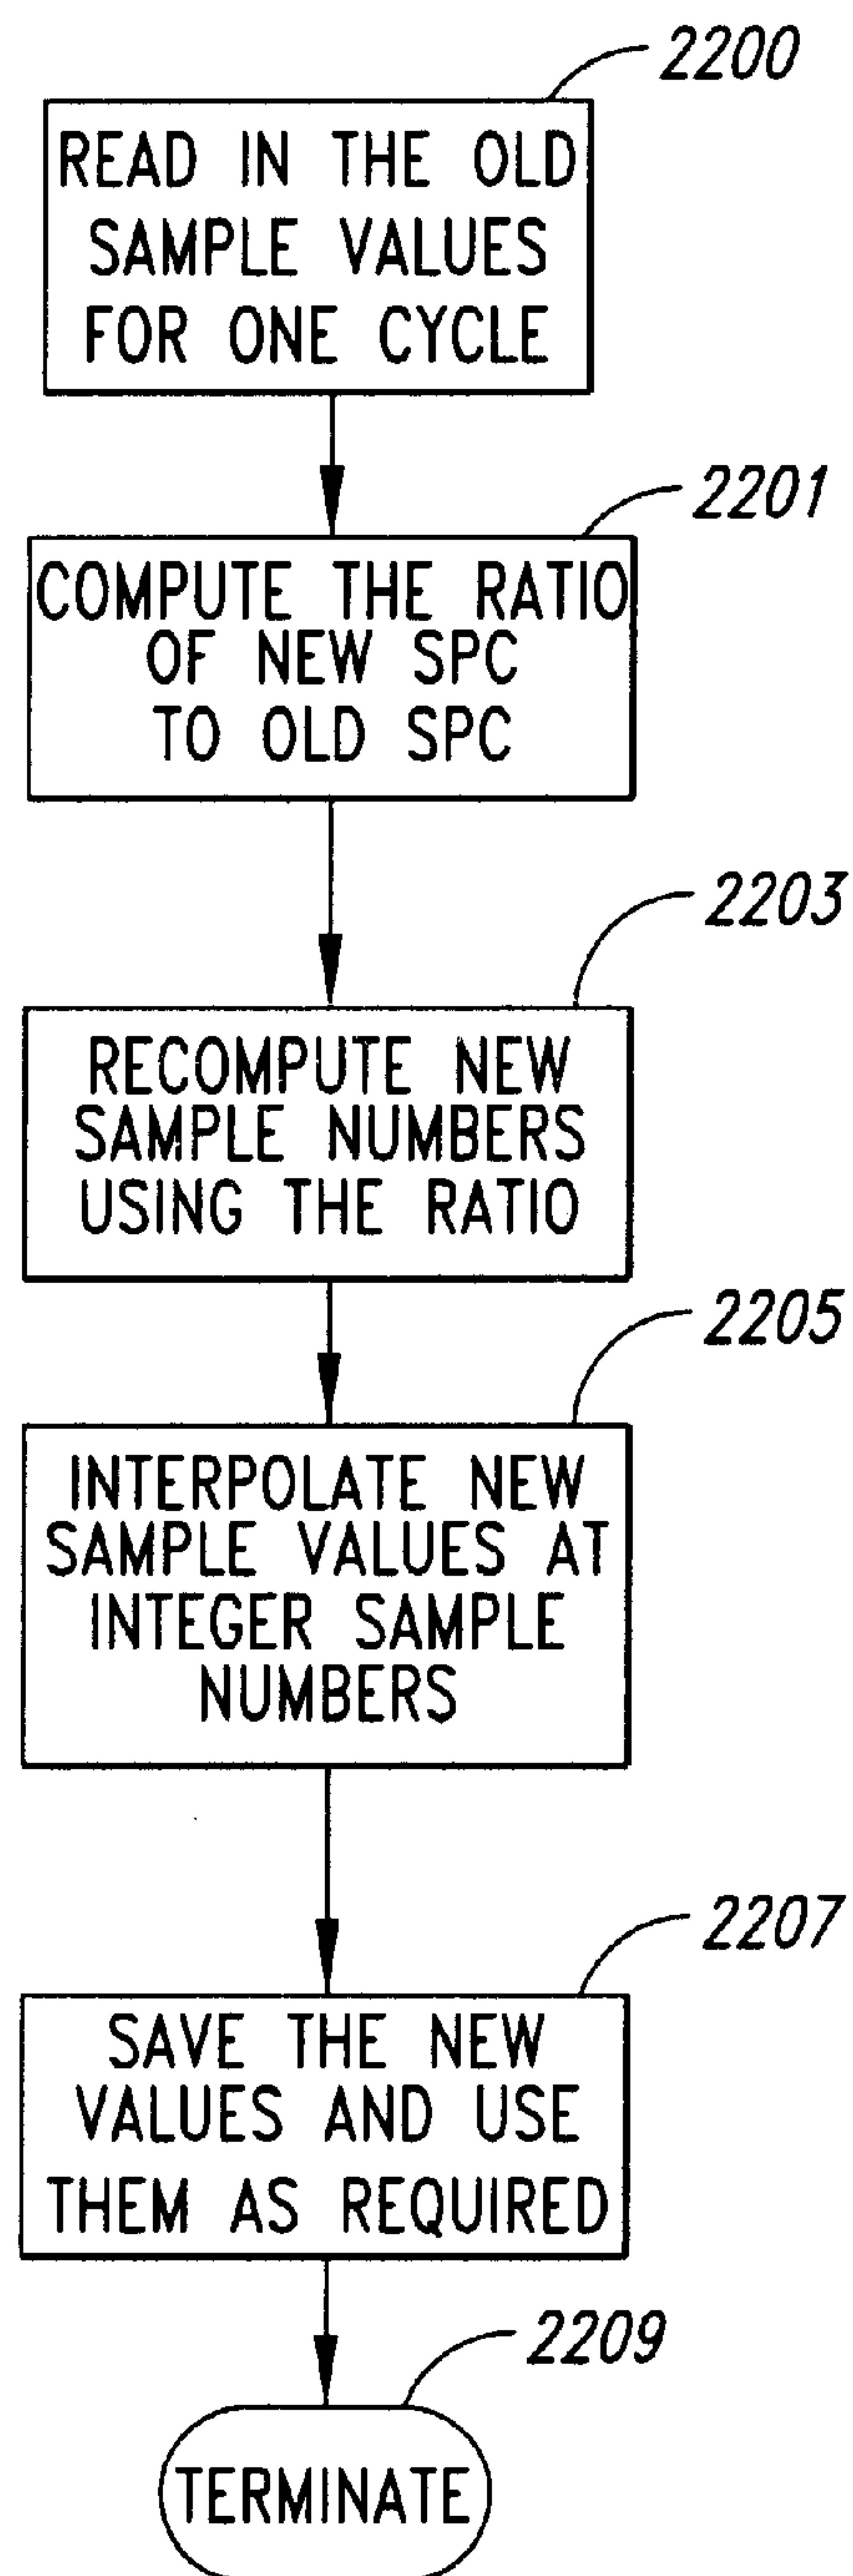 2200
READ IN THE OLD
SAMPLE VALUES
FOR ONE CYCLE
2201
COMPUTE THE RATIO
OF NEW SPC
TO OLD SPC
2203
RECOMPUTE NEW
SAMPLE NUMBERS
USING THE RATIO
2205
INTERPOLATE NEW
SAMPLE VALUES AT
INTEGER SAMPLE
NUMBERS
2207
SAVE THE NEW
VALUES AND USE
THEM AS REQUIRED
2209
TERMINATE